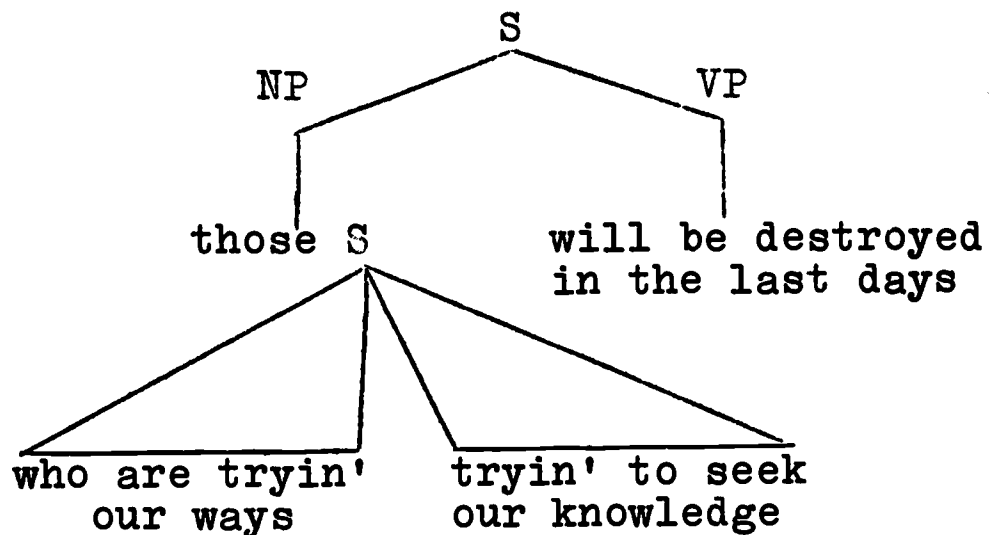 S
NP VP
those S will be destroyed
in the last days
who are tryin' tryin' to seek
our ways our knowledge